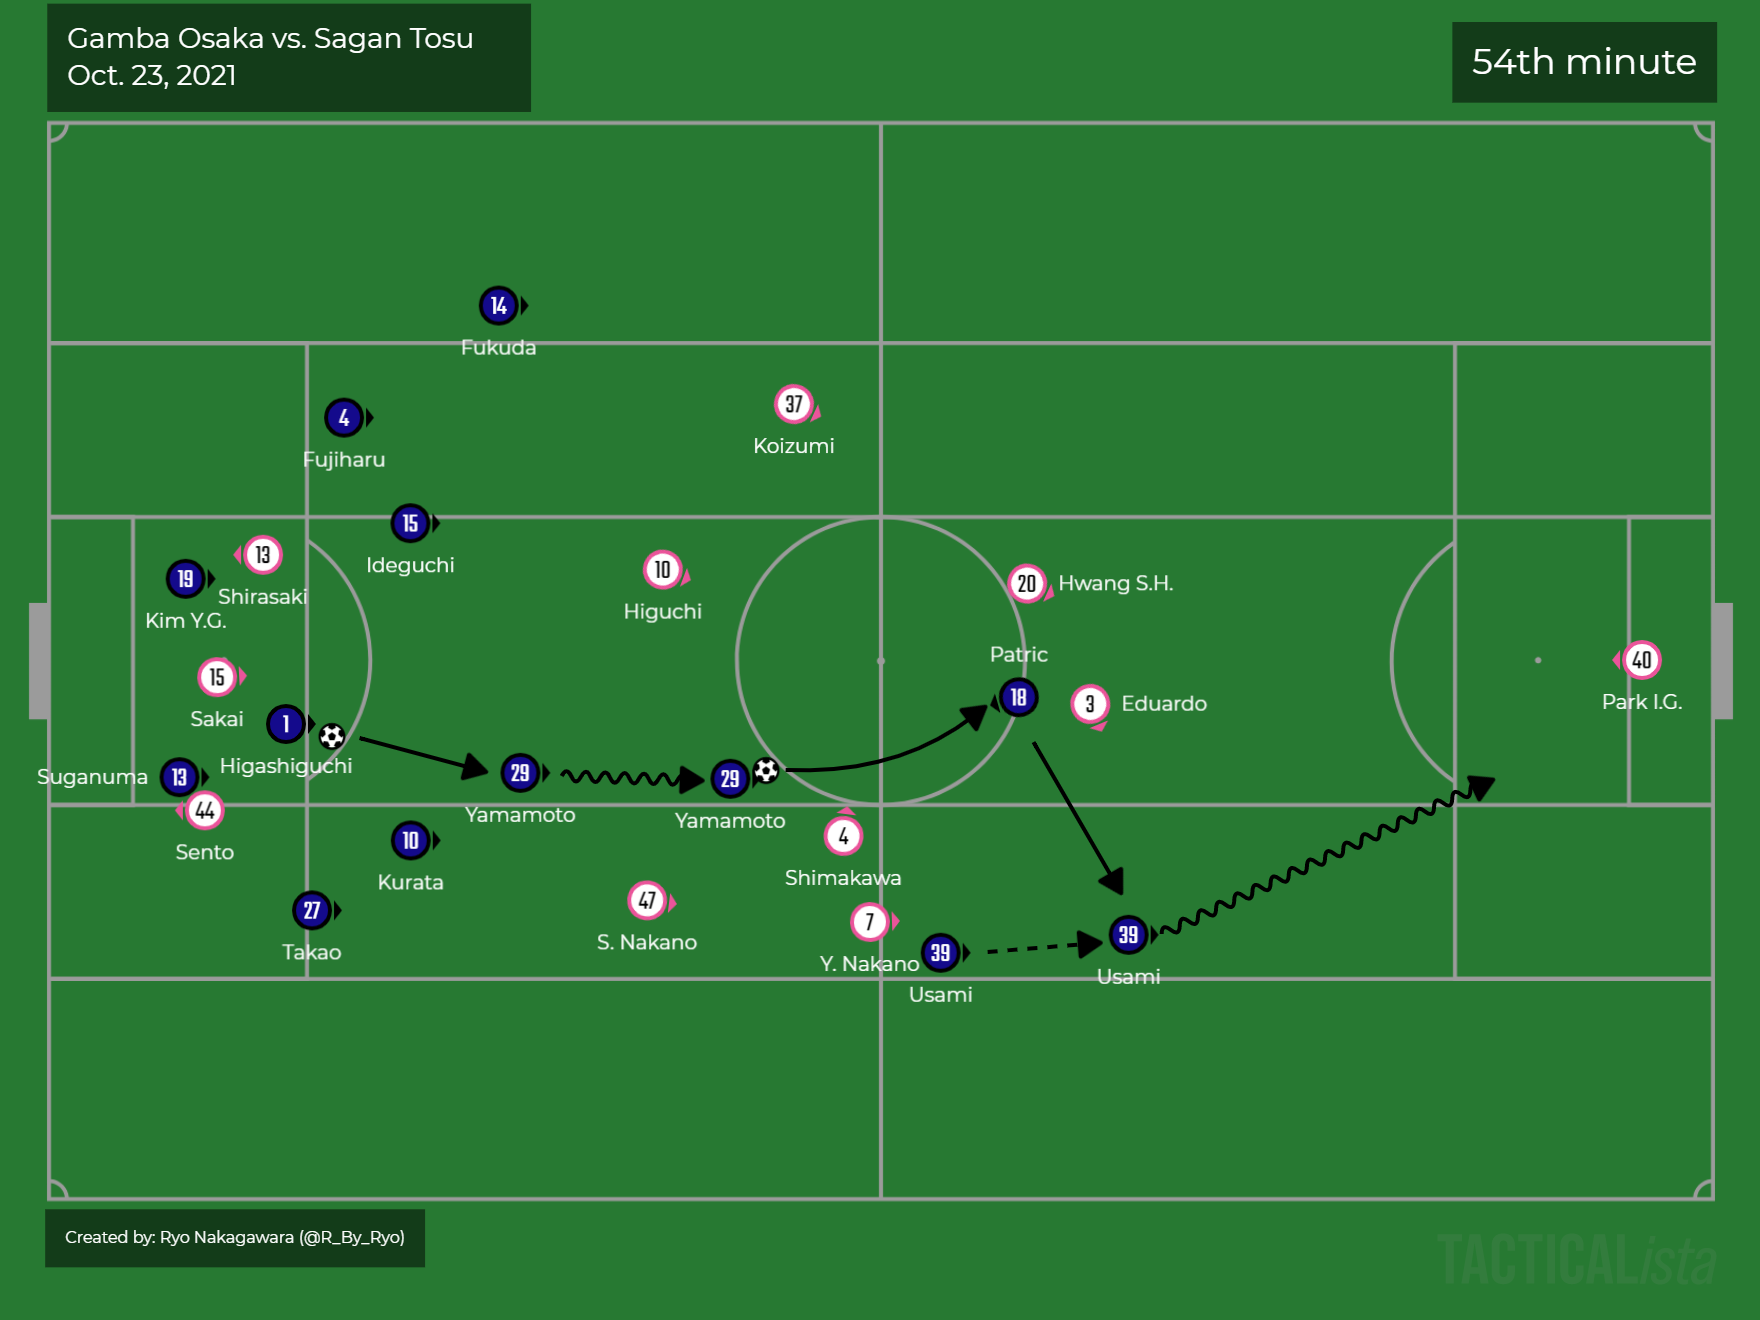 Gamba Osaka vs. Sagan Tosu
Oct. 23, 2021
54th minute
14
Fukuda
37
Koizumi
4
Fujiharu
15
Ideguchi
13
Shirasaki
19
Kim Y.G.
10
Higuchi
20
Hwang S.H.
Patric
18
3
Eduardo
40
Park I.G.
15
Sakai
1
Higashiguchi
Suganuma
13
44
Sento
29
Yamamoto
29
Yamamoto
10
Kurata
4
Shimakawa
27
Takao
47
S. Nakano
7
Y. Nakano
39
Usami
39
Usami
Created by: Ryo Nakagawara (@R_By_Ryo)
TACTICALista